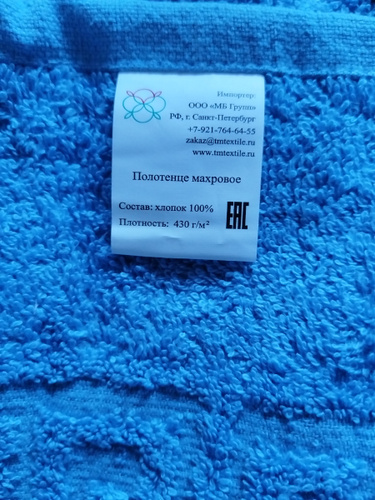 Импортер:
ООО «МБ Групп»
РФ, г. Санкт-Петербург
+7-921-764-64-55
zakaz@tmtextile.ru
www.tmtextile.ru
Полотенце махровое
Состав: хлопок 100%
Плотность: 430 г/м²
EAC